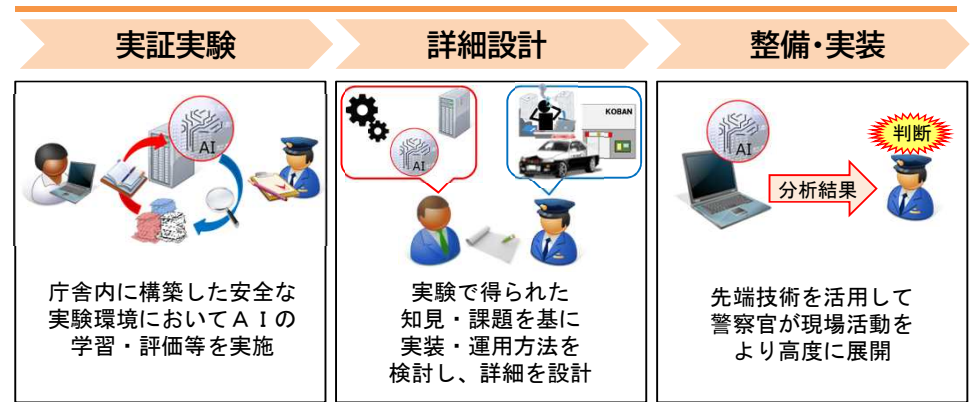 実証実験
詳細設計
整備・実装
AI
庁舎内に構築した安全な
実験環境においてＡＩの
学習・評価等を実施
AI
KOBAN
実験で得られた
知見・課題を基に
実装・運用方法を
検討し、詳細を設計
AI
分析結果
判断
先端技術を活用して
警察官が現場活動を
より高度に展開